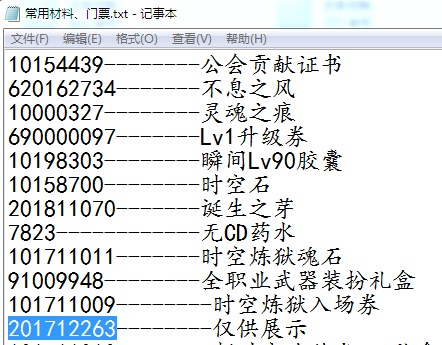 常用材料、门票.txt - 记事本
文件(F) 编辑(E) 格式(O) 查看(V) 帮助(H)
10154439--------公会贡献证书
620162734-------不息之风
10000327--------灵魂之痕
690000097-------Lv1升级券
10198303--------瞬间Lv90胶囊
10158700--------时空石
201811070-------诞生之芽
7823------------无CD药水
101711011-------时空炼狱魂石
91009948--------全职业武器装扮礼盒
101711009--------时空炼狱入场券
201712263--------仅供展示